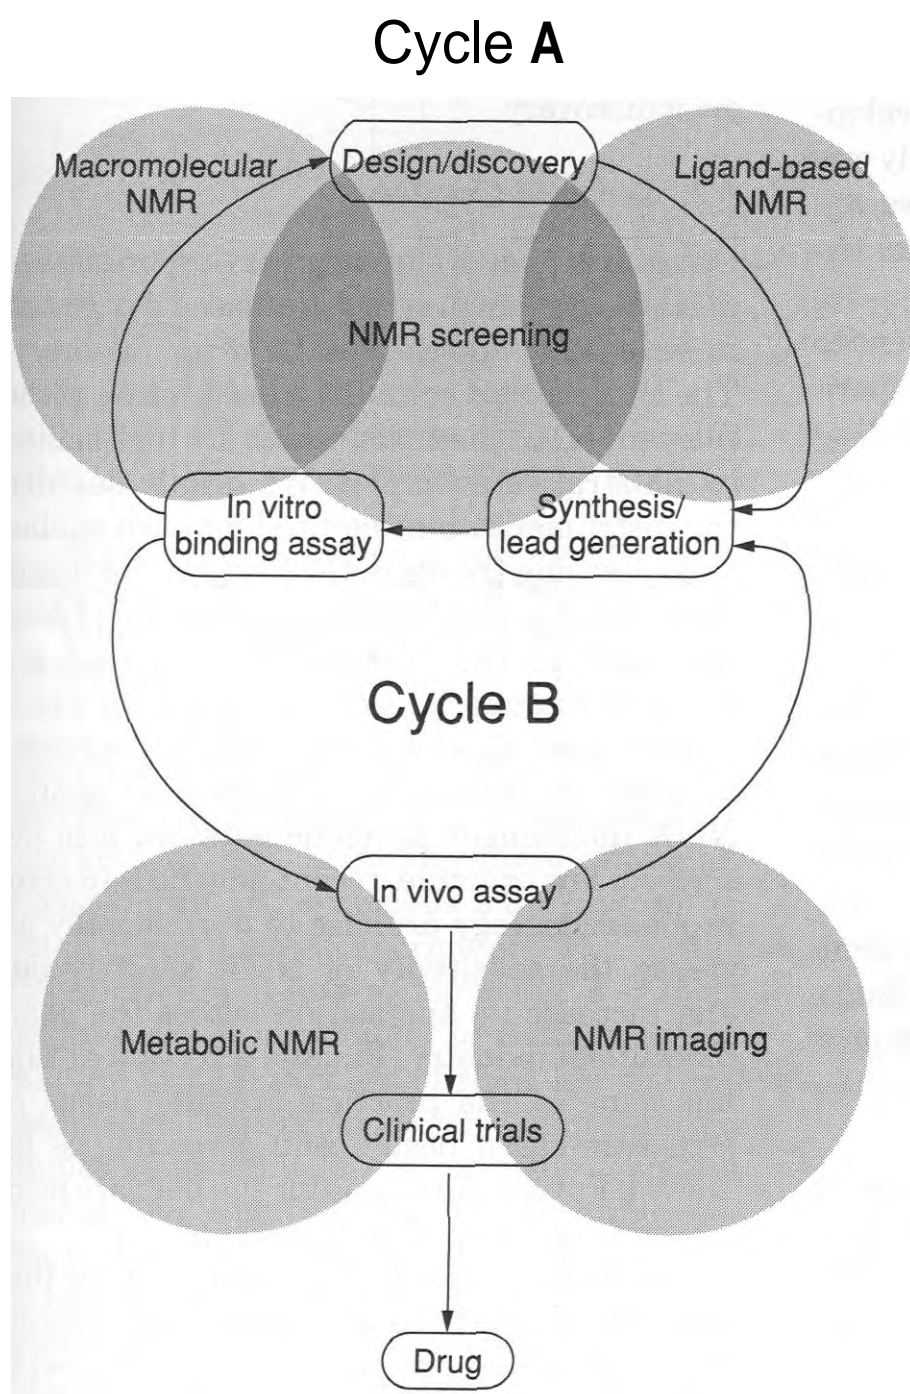 Cycle A
Macromolecular
NMR
Design/discovery
Ligand-based
NMR
NMR screening
In vitro
binding assay
Synthesis/
lead generation
Cycle B
In vivo assay
Metabolic NMR
NMR imaging
Clinical trials
Drug